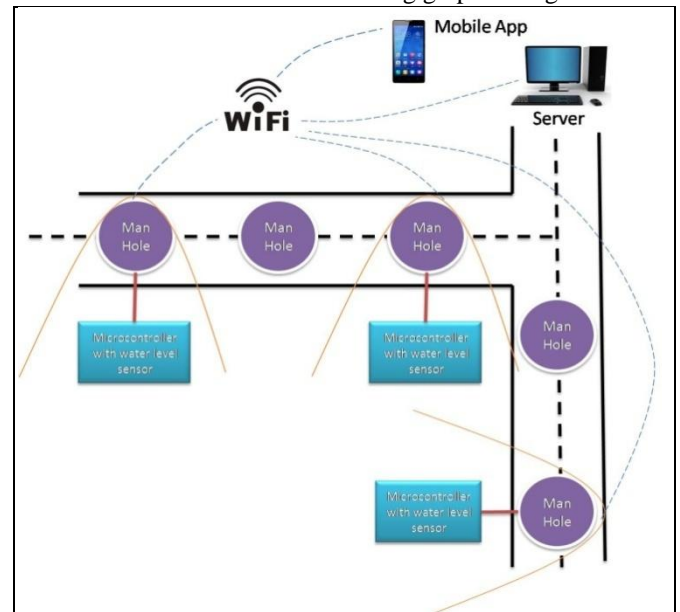 Mobile App
WiFi
Server
Man
Hole
Man
Hole
Man
Hole
Microcontroller
with water level
sensor
Microcontroller
with water level
sensor
Man
Hole
Microcontroller
with water level
sensor
Man
Hole